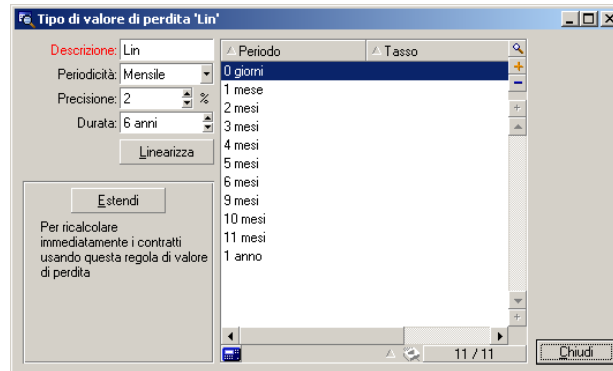 Tipo di valore di perdita 'Lin'
Descrizione: Lin
Periodicità: Mensile
Precisione: 2 %
Durata: 6 anni
Linearizza
Estendi
Per ricalcolare
immediatamente i contratti
usando questa regola di valore
di perdita
Periodo Tasso
0 giorni
1 mese
2 mesi
3 mesi
4 mesi
5 mesi
6 mesi
9 mesi
10 mesi
11 mesi
1 anno
11 / 11
Chiudi